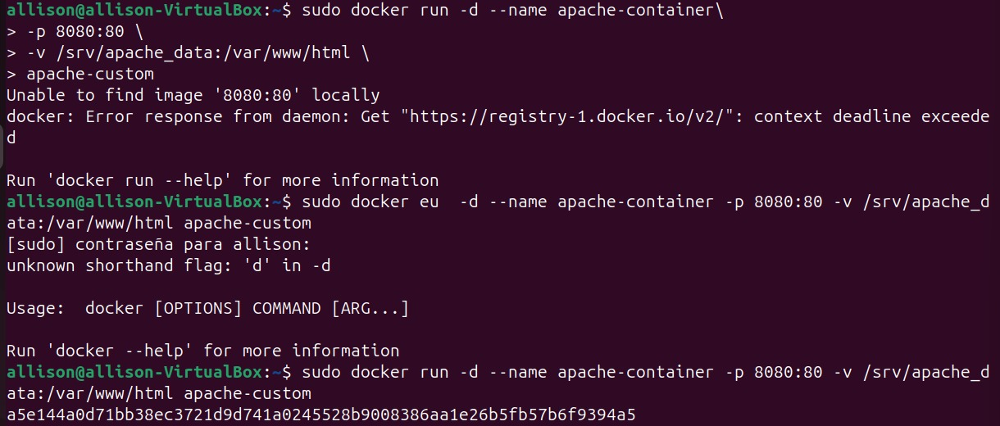 allison@allison-VirtualBox:~$ sudo docker run -d --name apache-container\
> -p 8080:80 \
> -v /srv/apache_data:/var/www/html \
> apache-custom
Unable to find image '8080:80' locally
docker: Error response from daemon: Get "https://registry-1.docker.io/v2/": context deadline exceede
d
Run 'docker run --help' for more information
allison@allison-VirtualBox:~$ sudo docker eu  -d --name apache-container -p 8080:80 -v /srv/apache_d
ata:/var/www/html apache-custom
[sudo] contraseña para allison:
unknown shorthand flag: 'd' in -d
Usage:  docker [OPTIONS] COMMAND [ARG...]
Run 'docker --help' for more information
allison@allison-VirtualBox:~$ sudo docker run -d --name apache-container -p 8080:80 -v /srv/apache_d
ata:/var/www/html apache-custom
a5e144a0d71bb38ec3721d9d741a0245528b9008386aa1e26b5fb57b6f9394a5